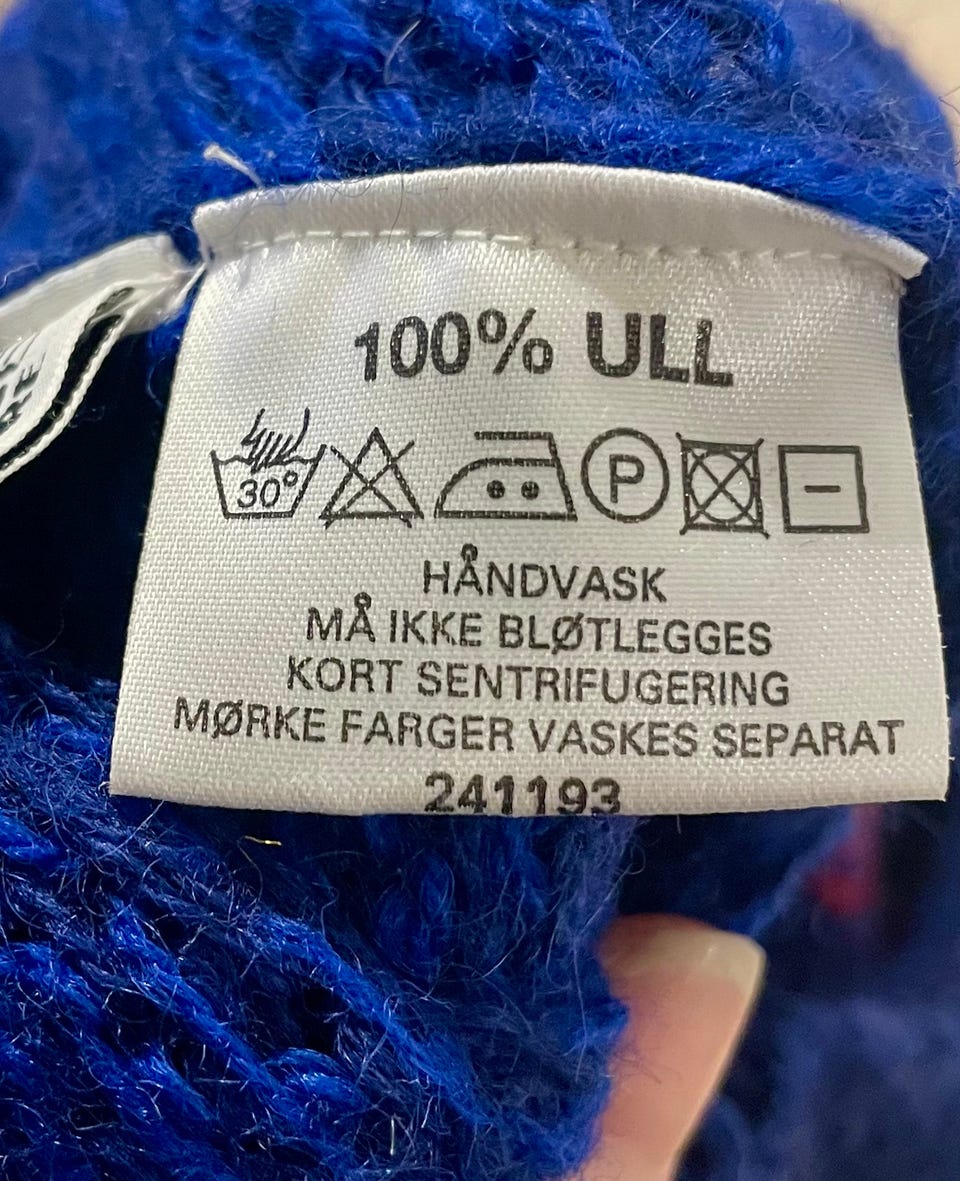 100% ULL
30° P
HÅNDVASK
MÅ IKKE BLØTLEGGES
KORT SENTRIFUGERING
MØRKE FARGER VASKES SEPARAT
241193